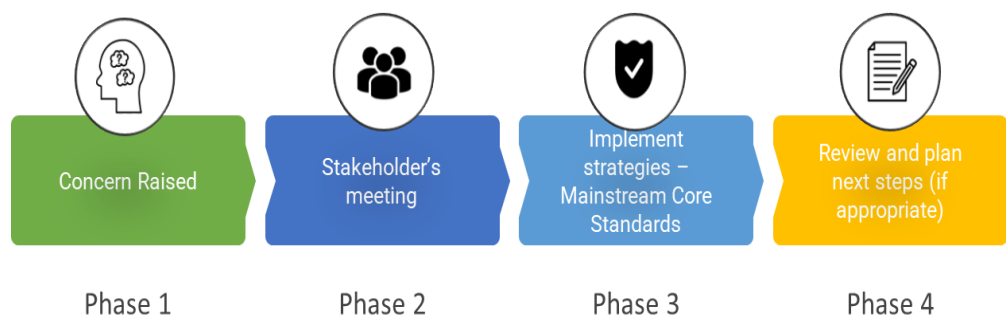 Concern Raised
Stakeholder’s
meeting
Implement
strategies –
Mainstream Core
Standards
Review and plan
next steps (if
appropriate)
Phase 1
Phase 2
Phase 3
Phase 4